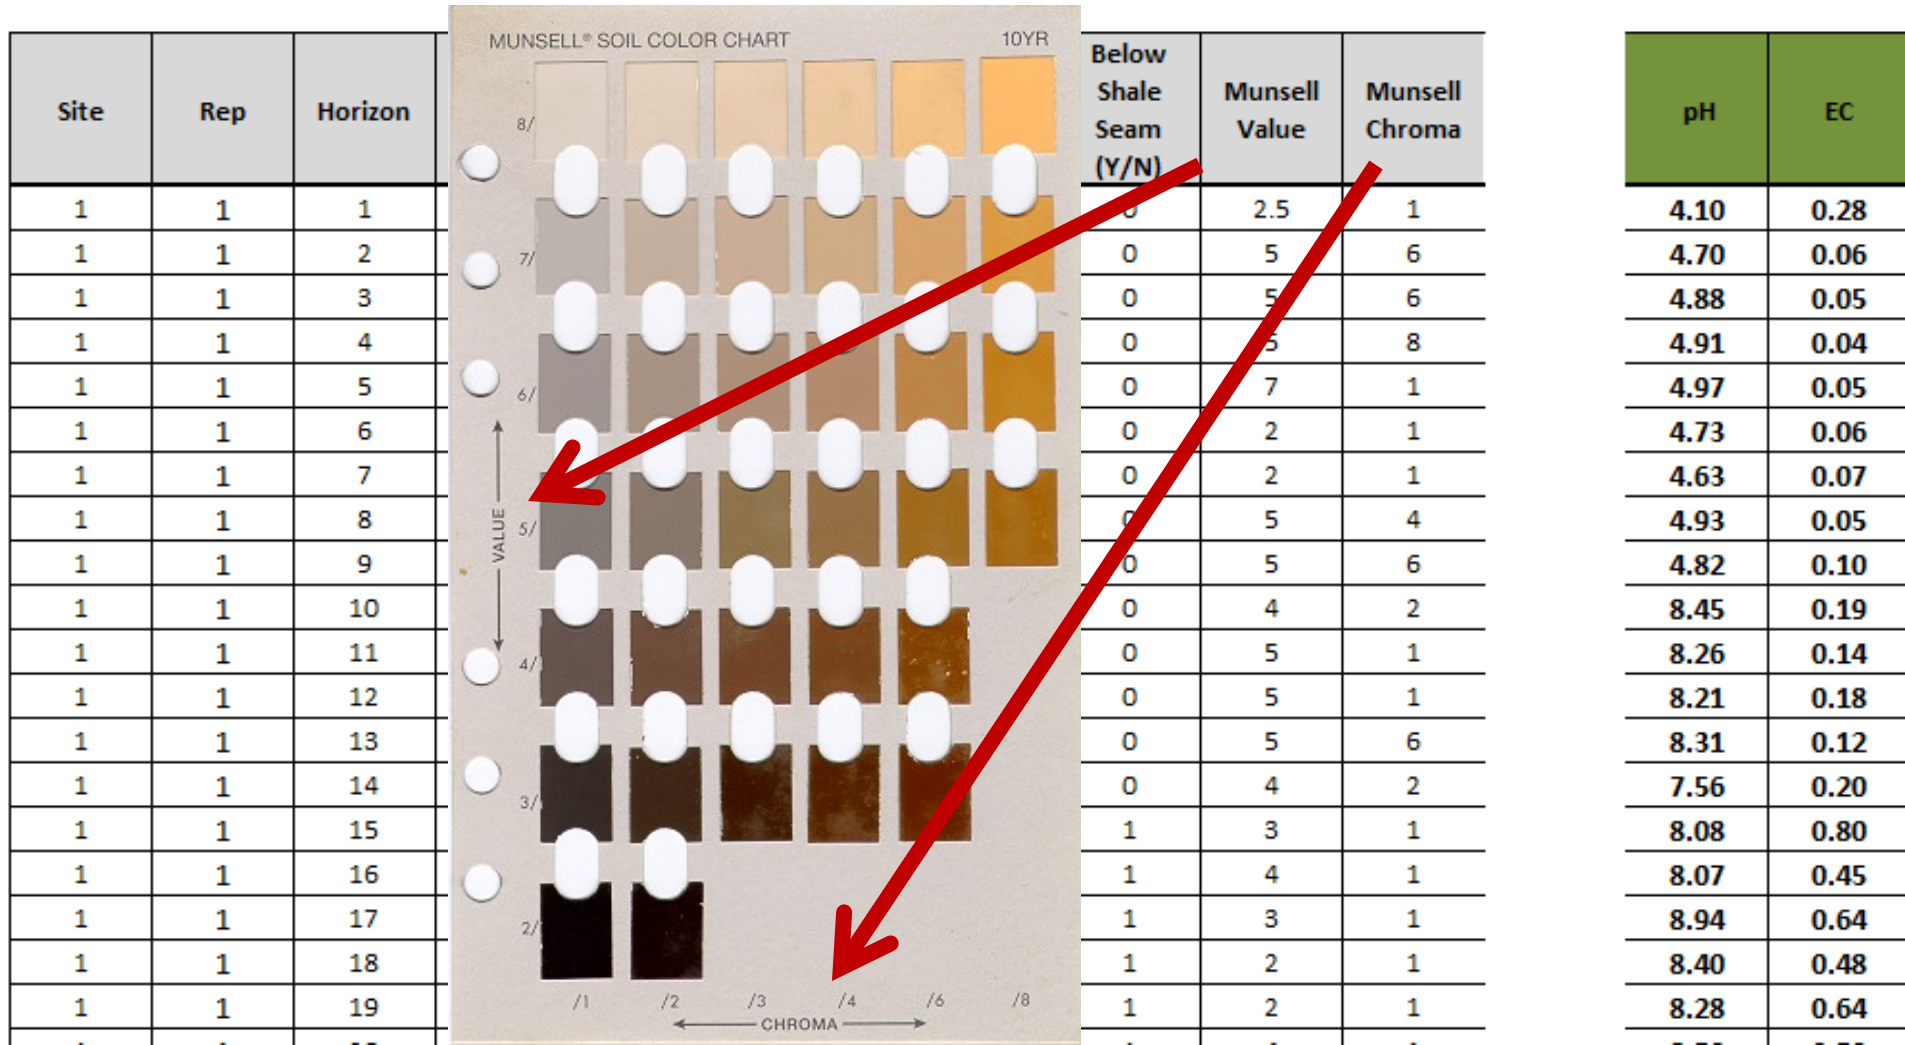 Site Rep Horizon Below Shale Seam (Y/N) Munsell Value Munsell Chroma pH EC
MUNSELL® SOIL COLOR CHART 10YR
8/
7/
6/
5/
4/
3/
2/
VALUE
/1 /2 /3 /4 /6 /8
CHROMA
1 1 1 0 2.5 1 4.10 0.28
1 1 2 0 5 6 4.70 0.06
1 1 3 0 5 6 4.88 0.05
1 1 4 0 5 8 4.91 0.04
1 1 5 0 7 1 4.97 0.05
1 1 6 0 2 1 4.73 0.06
1 1 7 0 2 1 4.63 0.07
1 1 8 0 5 4 4.93 0.05
1 1 9 0 5 6 4.82 0.10
1 1 10 0 4 2 8.45 0.19
1 1 11 0 5 1 8.26 0.14
1 1 12 0 5 1 8.21 0.18
1 1 13 0 5 6 8.31 0.12
1 1 14 0 4 2 7.56 0.20
1 1 15 1 3 1 8.08 0.80
1 1 16 1 4 1 8.07 0.45
1 1 17 1 3 1 8.94 0.64
1 1 18 1 2 1 8.40 0.48
1 1 19 1 2 1 8.28 0.64